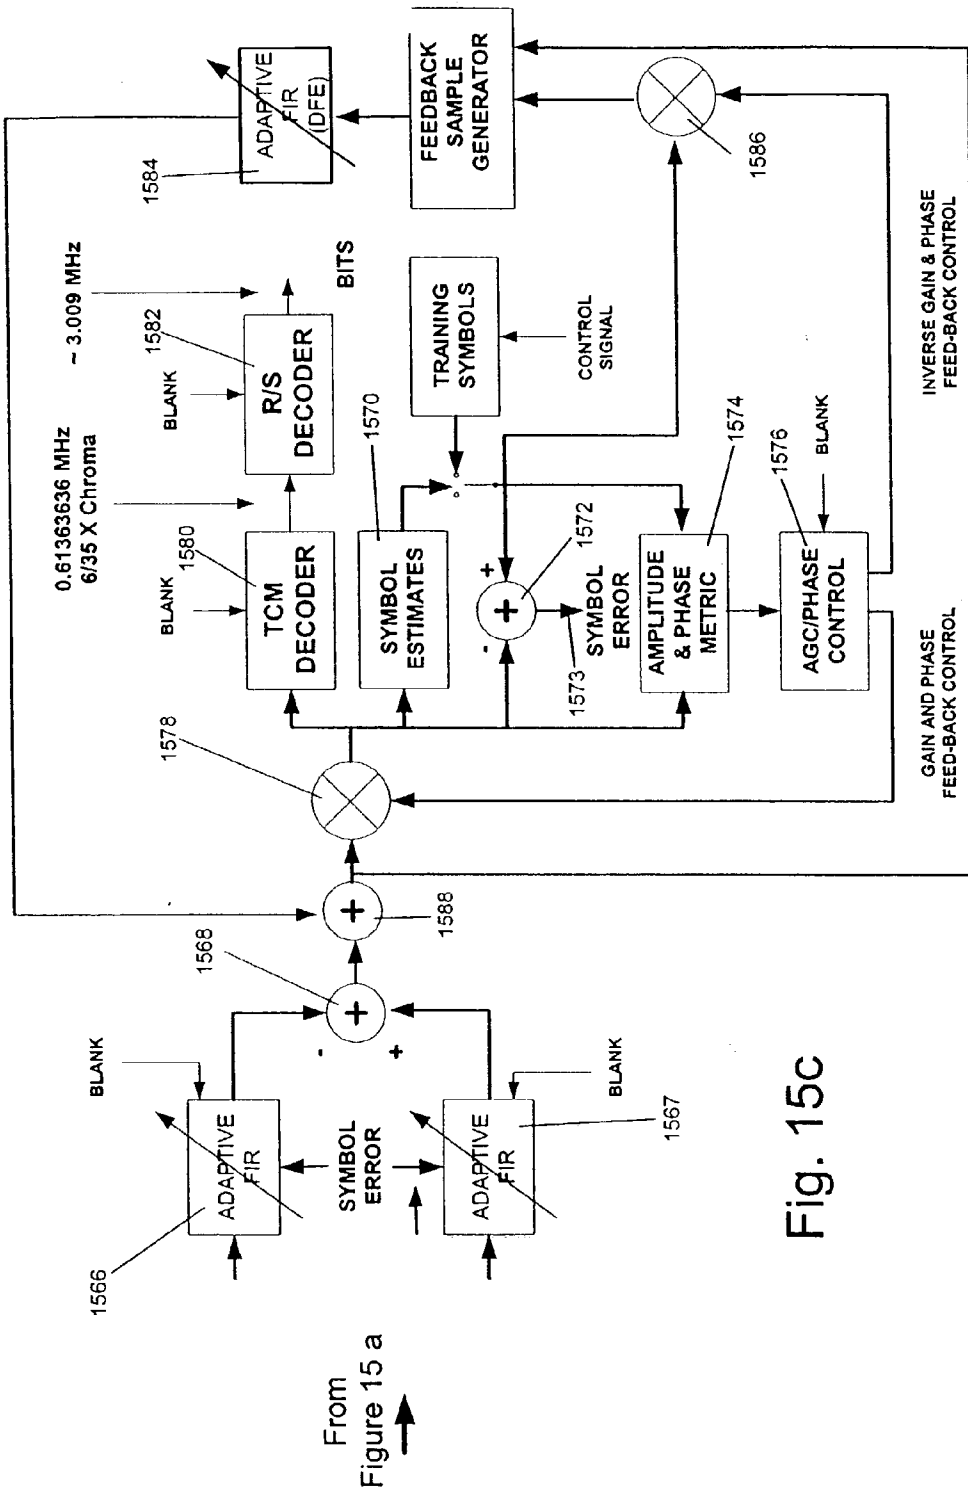 From
Figure 15 a
1566
ADAPTIVE
FIR
BLANK
SYMBOL
ERROR
ADAPTIVE
FIR
BLANK
1567
1568
-
+
+
1588
+
1578
0.61363636 MHz
6/35 X Chroma
~ 3.009 MHz
BLANK
1580
TCM
DECODER
BLANK
1582
R/S
DECODER
BITS
1584
ADAPTIVE
FIR
(DFE)
SYMBOL
ESTIMATES
1570
TRAINING
SYMBOLS
CONTROL
SIGNAL
FEEDBACK
SAMPLE
GENERATOR
1586
-
+
+
1572
1573
SYMBOL
ERROR
AMPLITUDE
& PHASE
METRIC
1574
AGC/PHASE
CONTROL
1576
BLANK
GAIN AND PHASE
FEED-BACK CONTROL
INVERSE GAIN & PHASE
FEED-BACK CONTROL
Fig. 15c